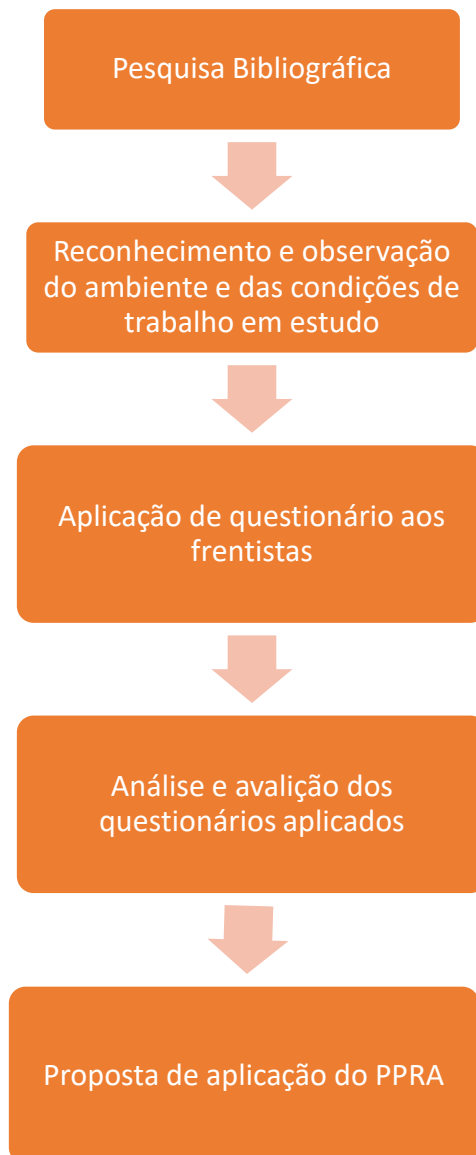 Pesquisa Bibliográfica
Reconhecimento e observação
do ambiente e das condições de
trabalho em estudo
Aplicação de questionário aos
frentistas
Análise e avalição dos
questionários aplicados
Proposta de aplicação do PPRA